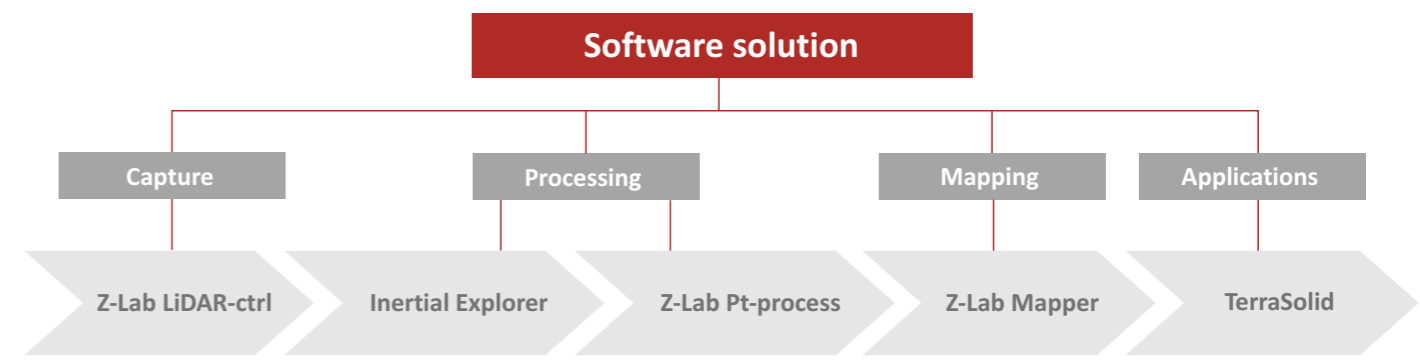 Software solution
Capture
Processing
Mapping
Applications
Z-Lab LiDAR-ctrl
Inertial Explorer
Z-Lab Pt-process
Z-Lab Mapper
TerraSolid